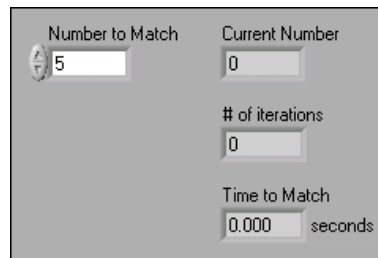 Number to Match
5
Current Number
0
# of iterations
0
Time to Match
0.000 seconds